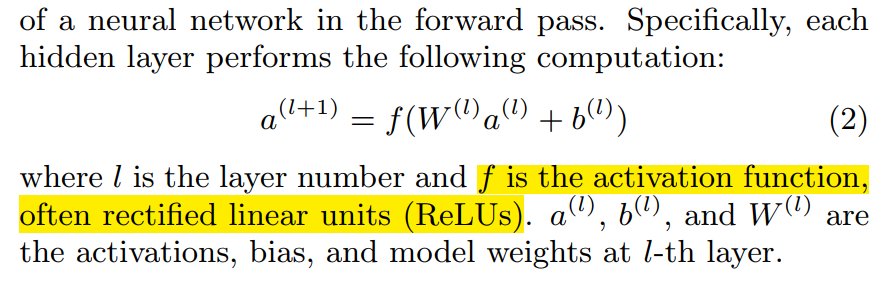 of a neural network in the forward pass. Specifically, each
hidden layer performs the following computation:
a^{(l+1)} = f(W^{(l)}a^{(l)} + b^{(l)}) (2)
where l is the layer number and f is the activation function,
often rectified linear units (ReLUs). a^{(l)}, b^{(l)}, and W^{(l)} are
the activations, bias, and model weights at l-th layer.